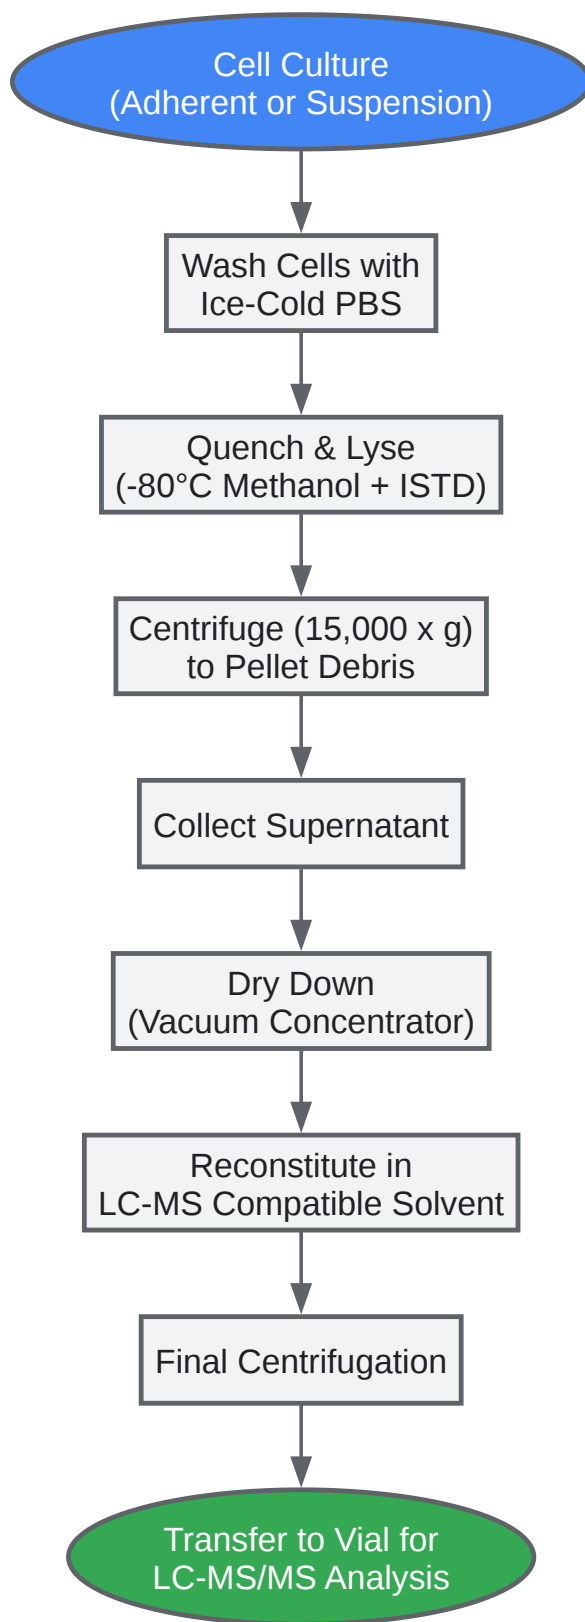 Cell Culture
(Adherent or Suspension)
Wash Cells with
Ice-Cold PBS
Quench & Lyse
(-80°C Methanol + ISTD)
Centrifuge (15,000 x g)
to Pellet Debris
Collect Supernatant
Dry Down
(Vacuum Concentrator)
Reconstitute in
LC-MS Compatible Solvent
Final Centrifugation
Transfer to Vial for
LC-MS/MS Analysis